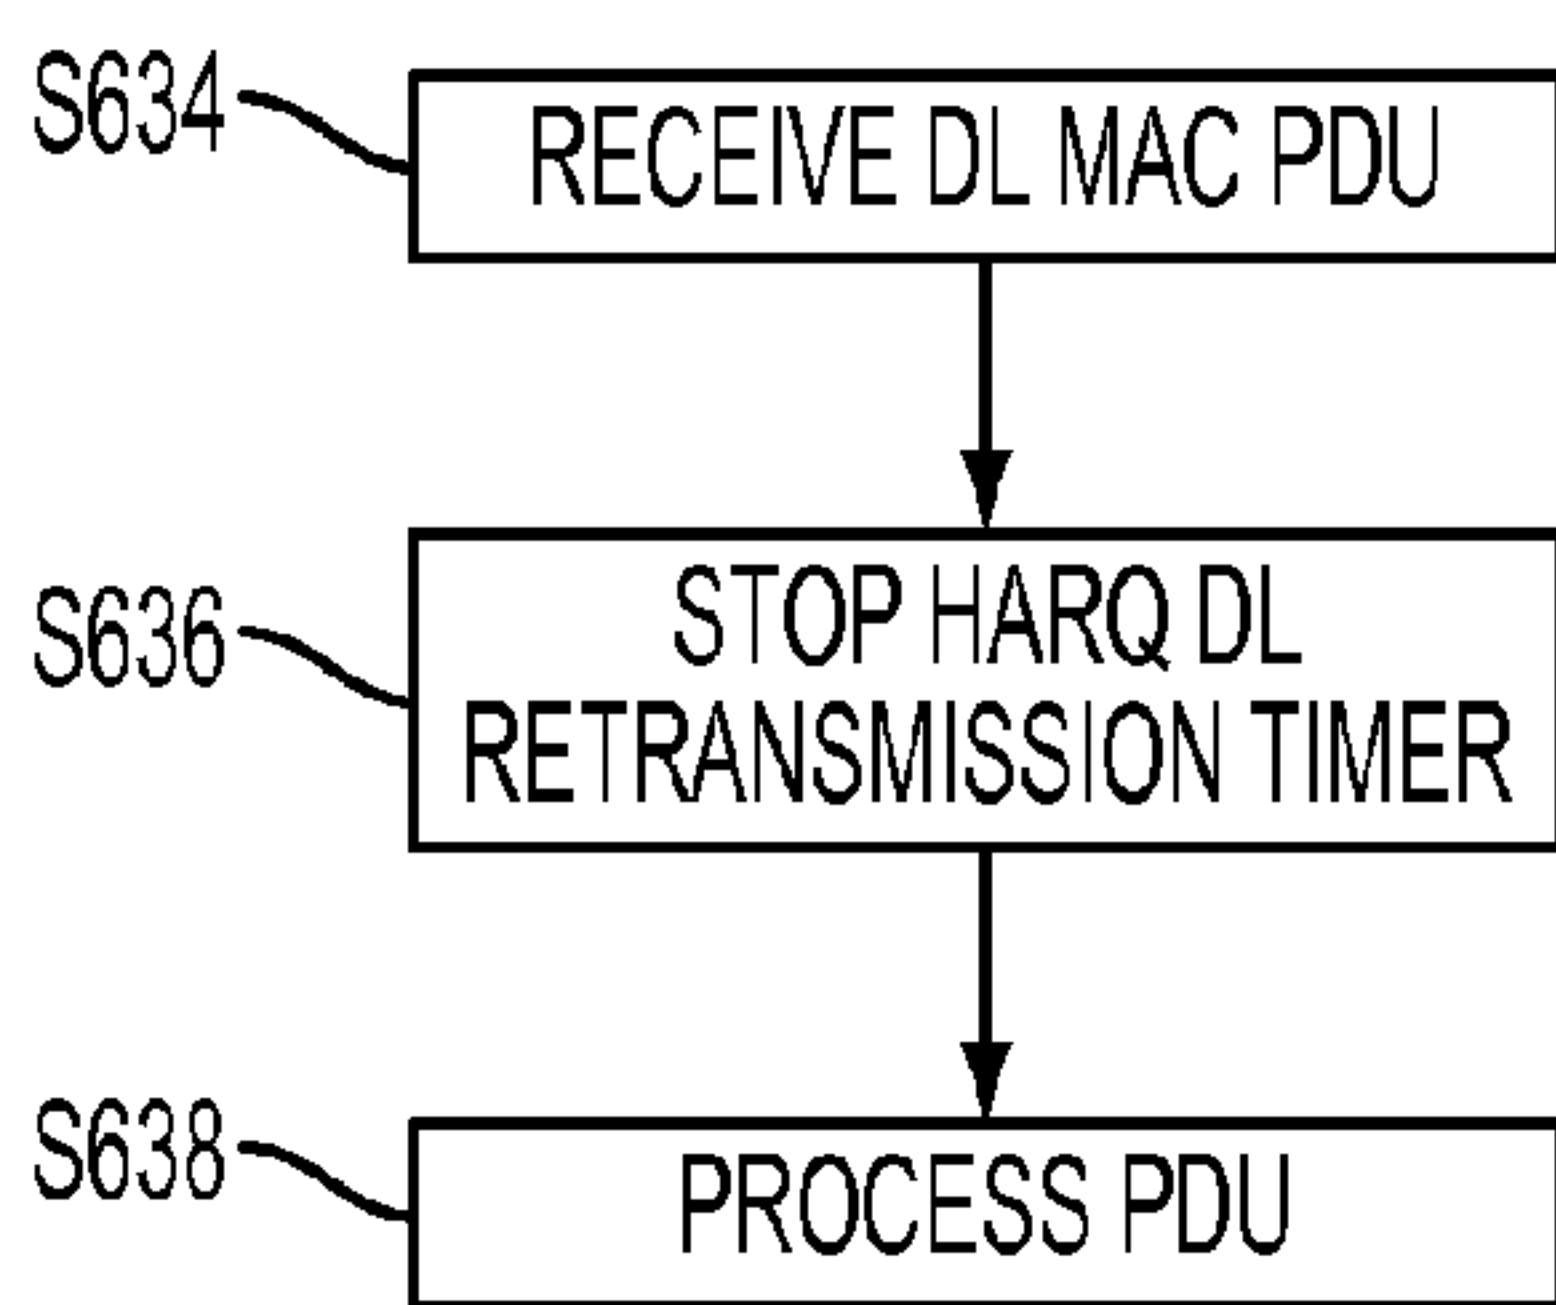 S634
RECEIVE DL MAC PDU
S636
STOP HARQ DL
RETRANSMISSION TIMER
S638
PROCESS PDU